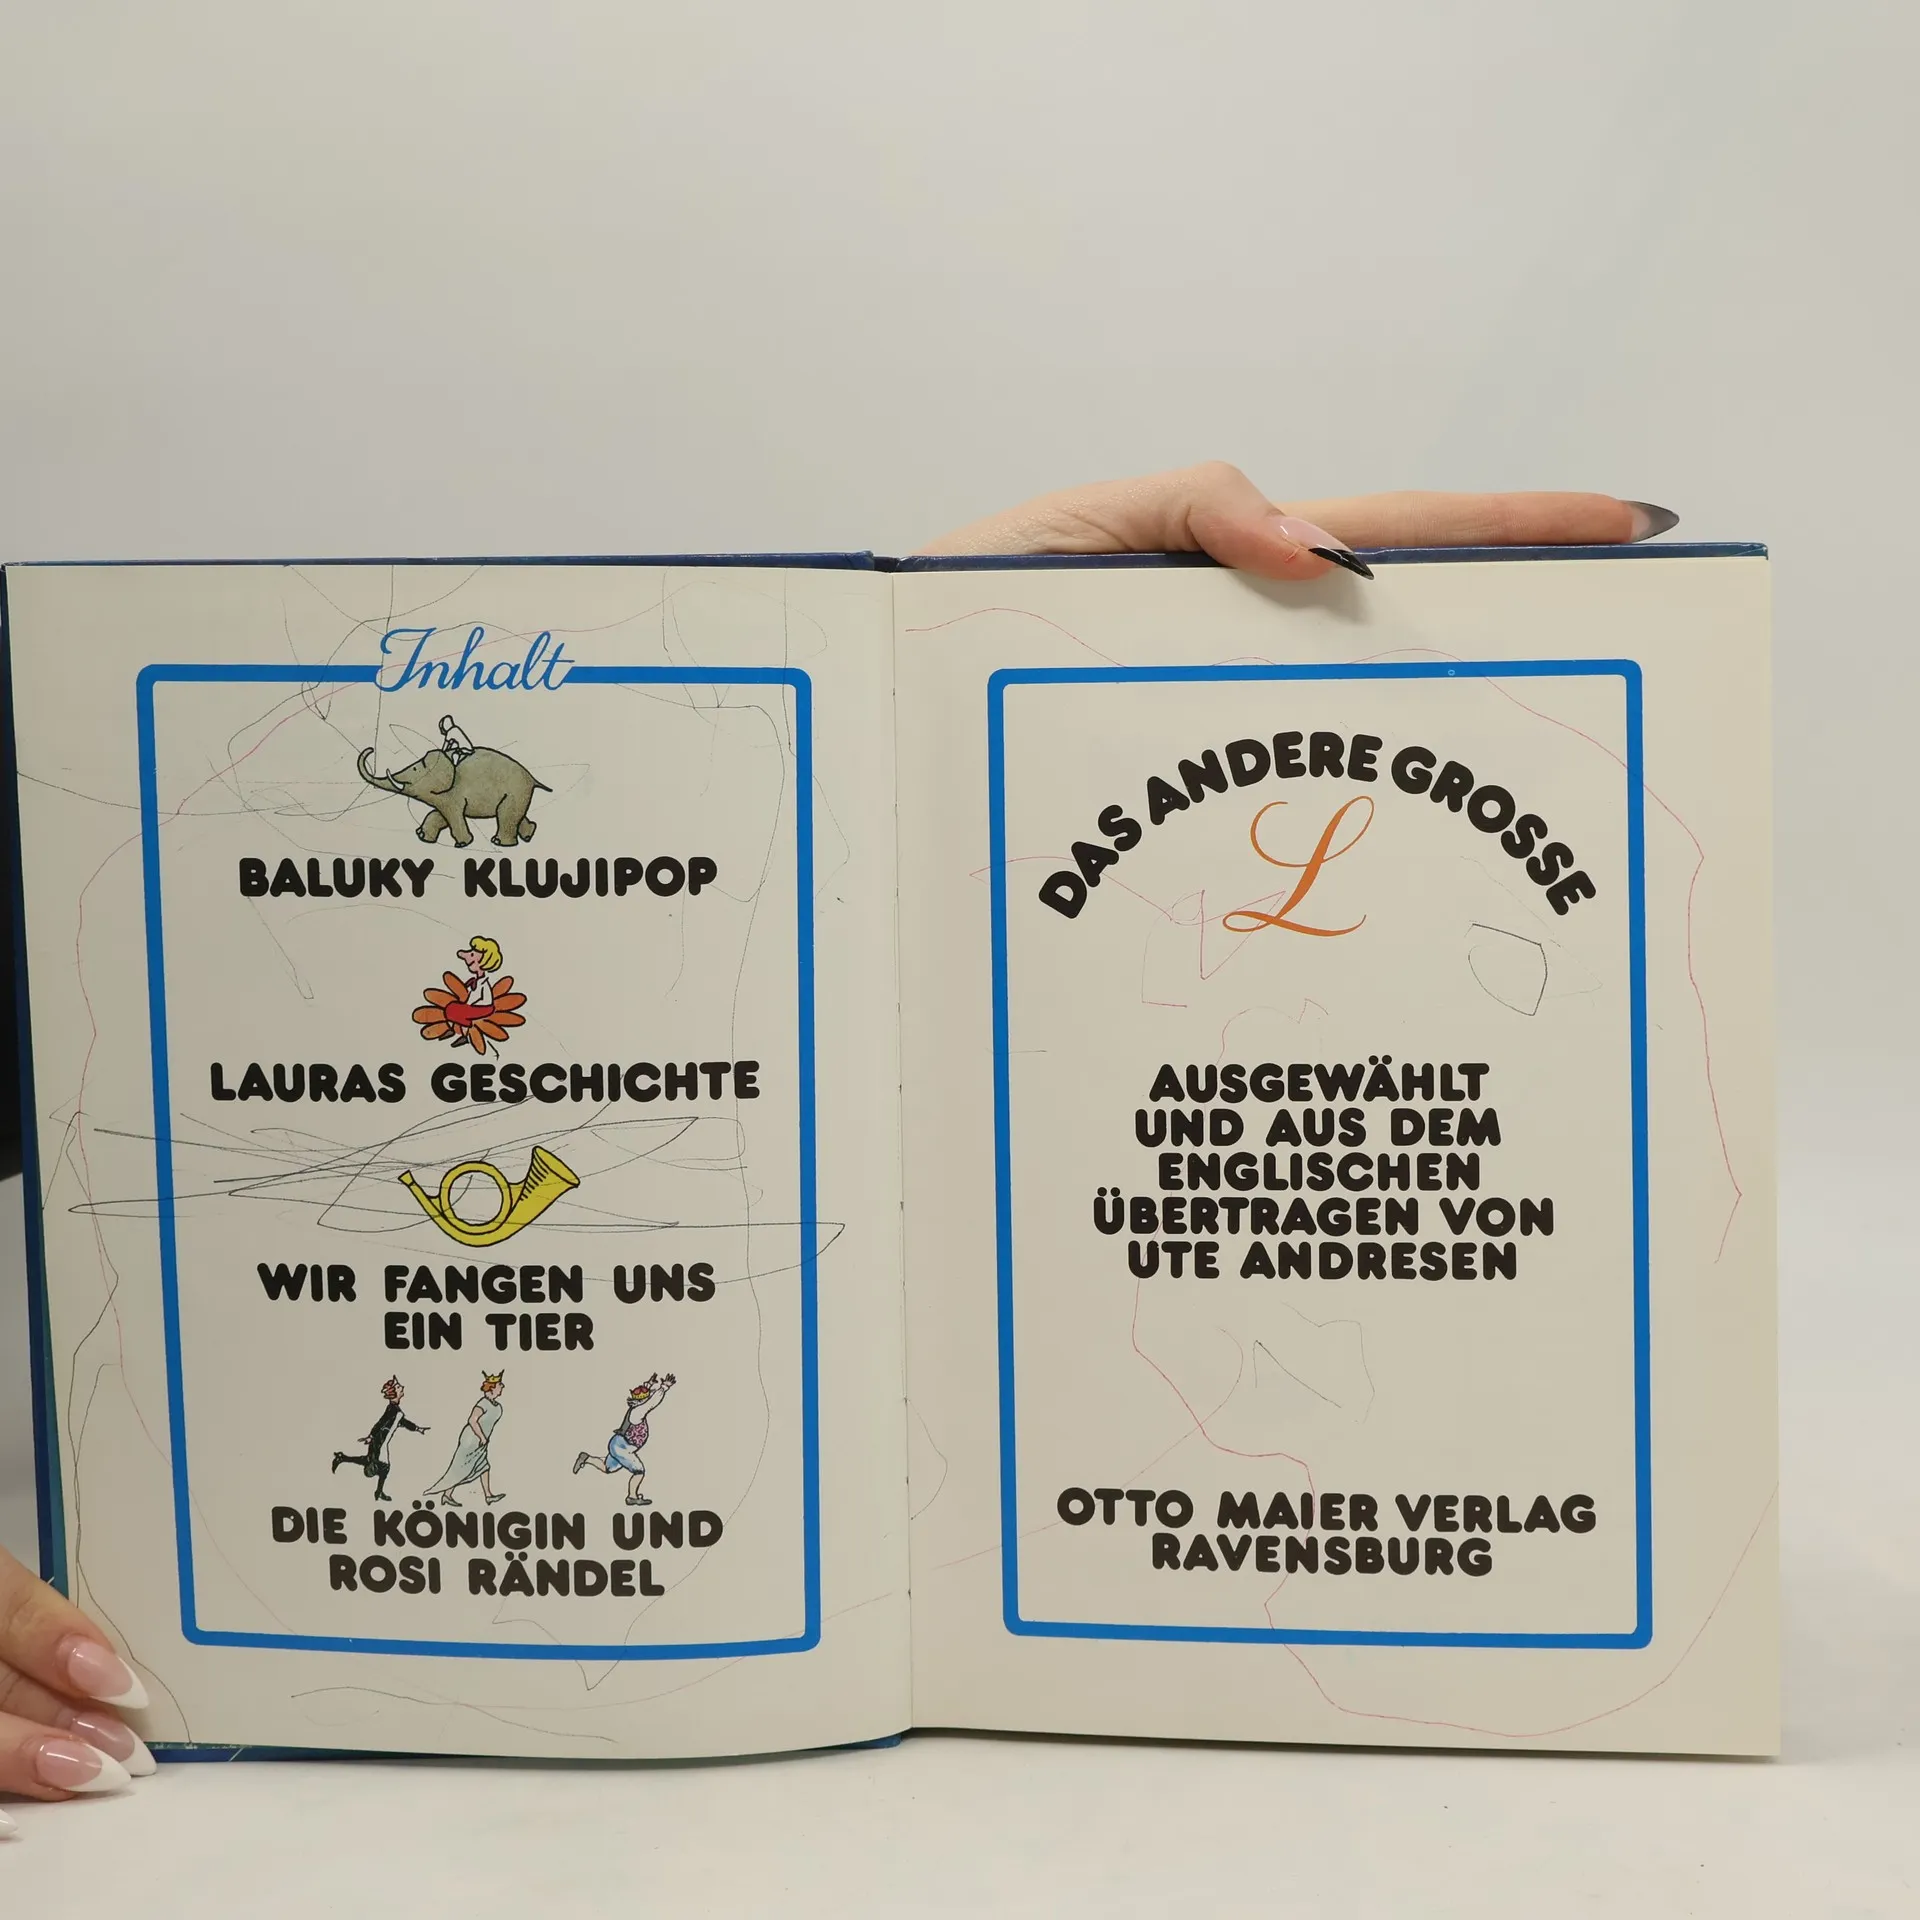 Inhalt
BALUKY KLUJIPOP
LAURAS GESCHICHTE
WIR FANGEN UNS
EIN TIER
DIE KÖNIGIN UND
ROSI RÄNDEL
DAS ANDERE GROSSE
L
AUSGEWÄHLT
UND AUS DEM
ENGLISCHEN
ÜBERTRAGEN VON
UTE ANDRESEN
OTTO MAIER VERLAG
RAVENSBURG